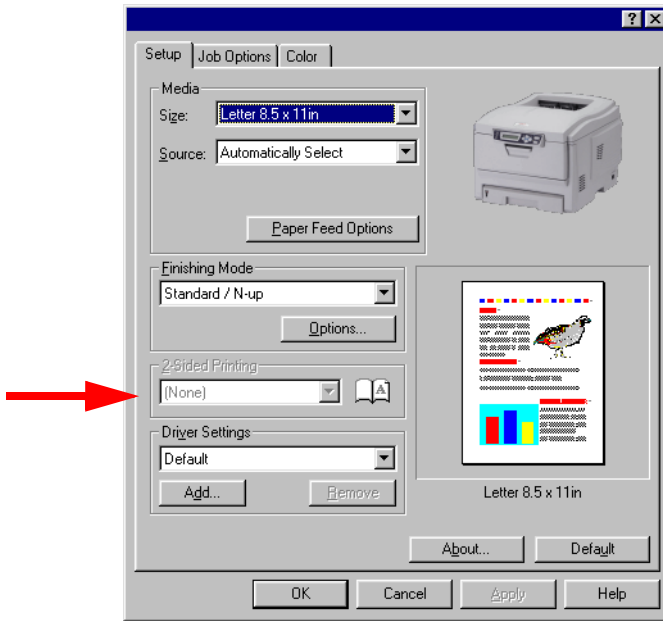 Setup
Job Options
Color
Media
Size:
Letter 8.5 x 11in
Source:
Automatically Select
Paper Feed Options
Finishing Mode
Standard / N-up
Options...
2-Sided Printing
(None)
A
Driver Settings
Default
Add...
Remove
Letter 8.5 x 11in
About...
Default
OK
Cancel
Apply
Help